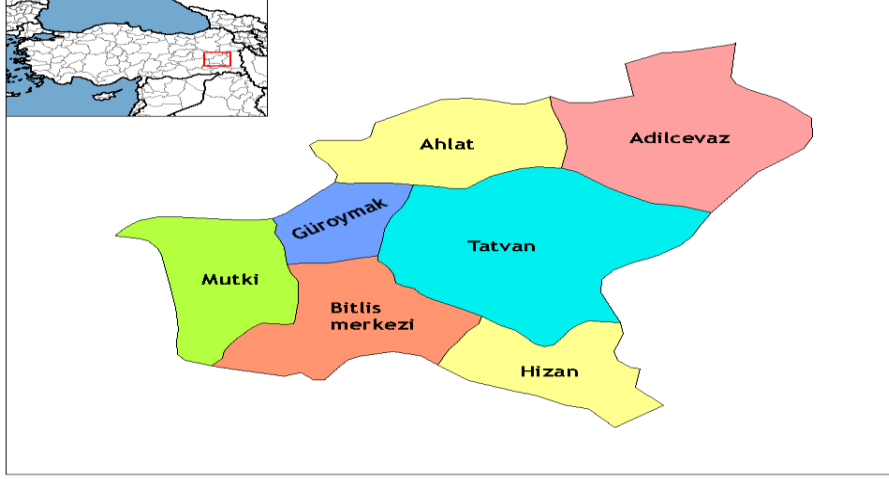 Ahlat
Adilcevaz
Güroymak
Tatvan
Mutki
Bitlis
merkezi
Hizan